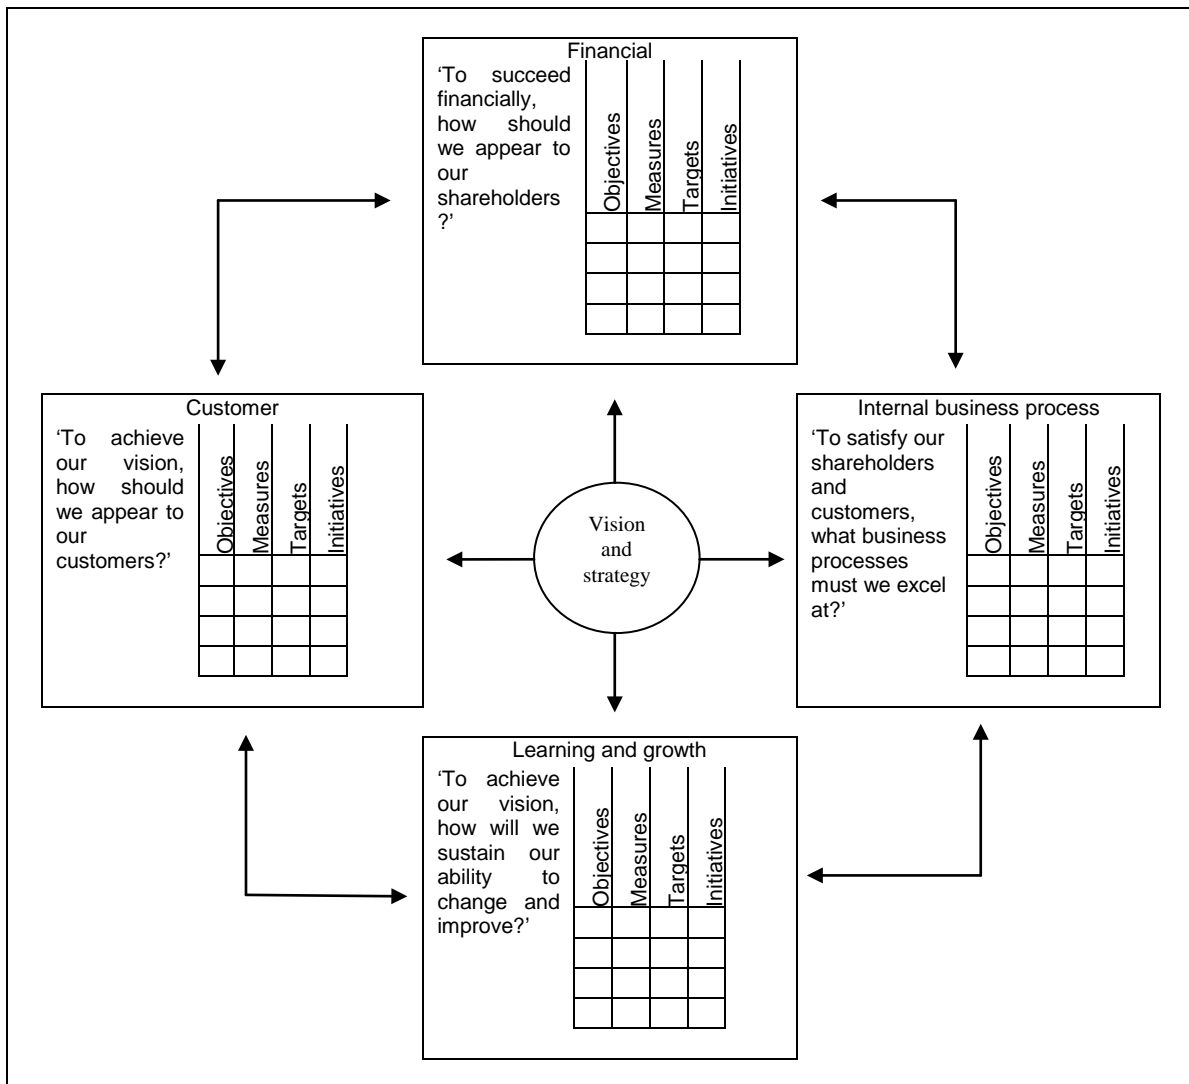 Financial
‘To succeed
financially,
how should
we appear to
our
shareholders
?’
Objectives
Measures
Targets
Initiatives
Customer
‘To achieve
our vision,
how should
we appear to
our
customers?’
Objectives
Measures
Targets
Initiatives
Vision
and
strategy
Internal business process
‘To satisfy our
shareholders
and
customers,
what business
processes
must we excel
at?’
Objectives
Measures
Targets
Initiatives
Learning and growth
‘To achieve
our vision,
how will we
sustain our
ability to
change and
improve?’
Objectives
Measures
Targets
Initiatives